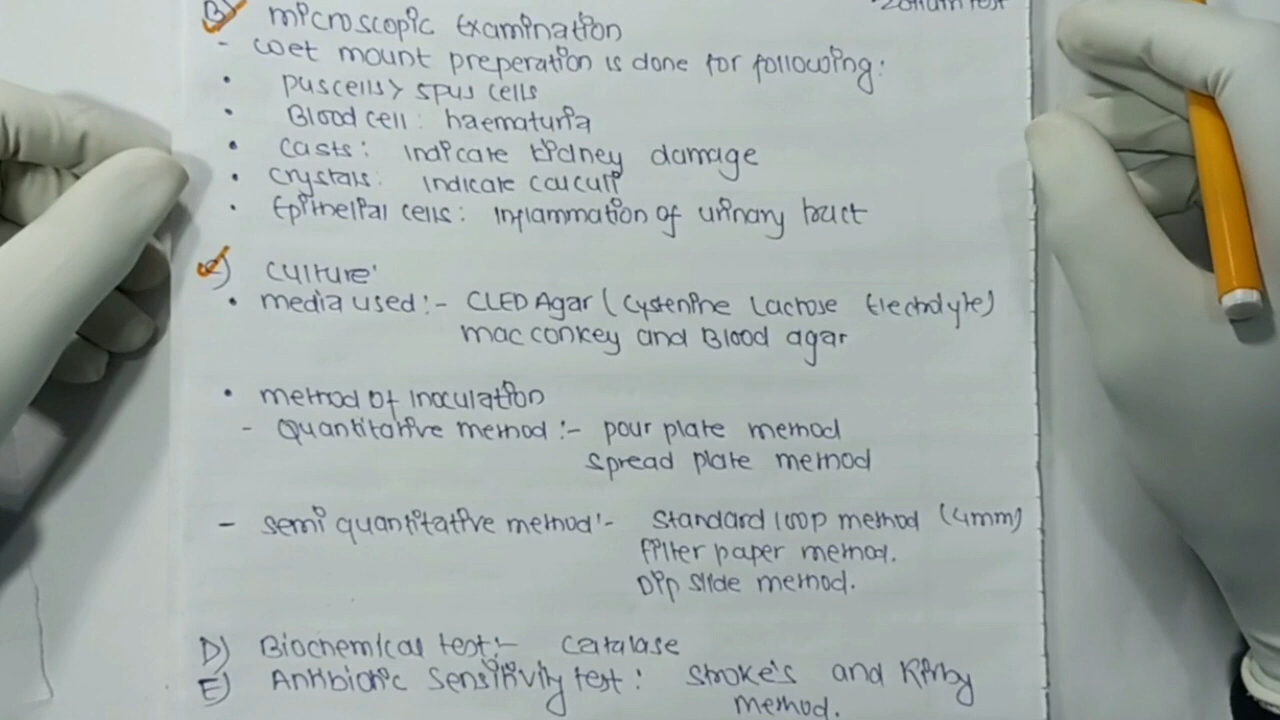 B) microscopic Examination
- wet mount preperation is done for following:
• puscells > 5pus cells
• Blood cell: haematuria
• casts: Indicate kidney damage
• crystals: Indicate calculi
• Epithelial cells: Inflammation of urinary tract
C) culture
• media used:- CLED Agar (Cystenine Lactose Electrolyte)
mac conkey and Blood agar
• method of Inoculation
- Quantitative method:- pour plate method
spread plate method
- semi quantitative method:- Standard loop method (4mm)
filter paper method.
Dip slide method.
D) Biochemical test:- Catalase
E) Antibiotic sensitivity test: Stroke's and Kirby
method.